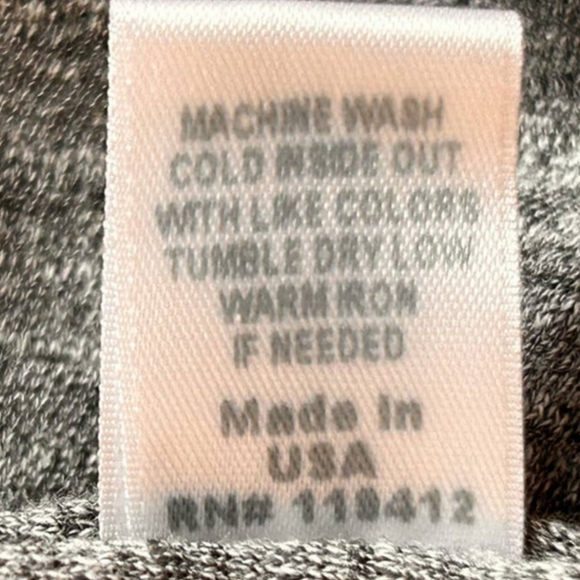 MACHINE WASH
COLD INSIDE OUT
WITH LIKE COLORS
TUMBLE DRY LOW
WARM IRON
IF NEEDED
Made In
USA
RN# 119412